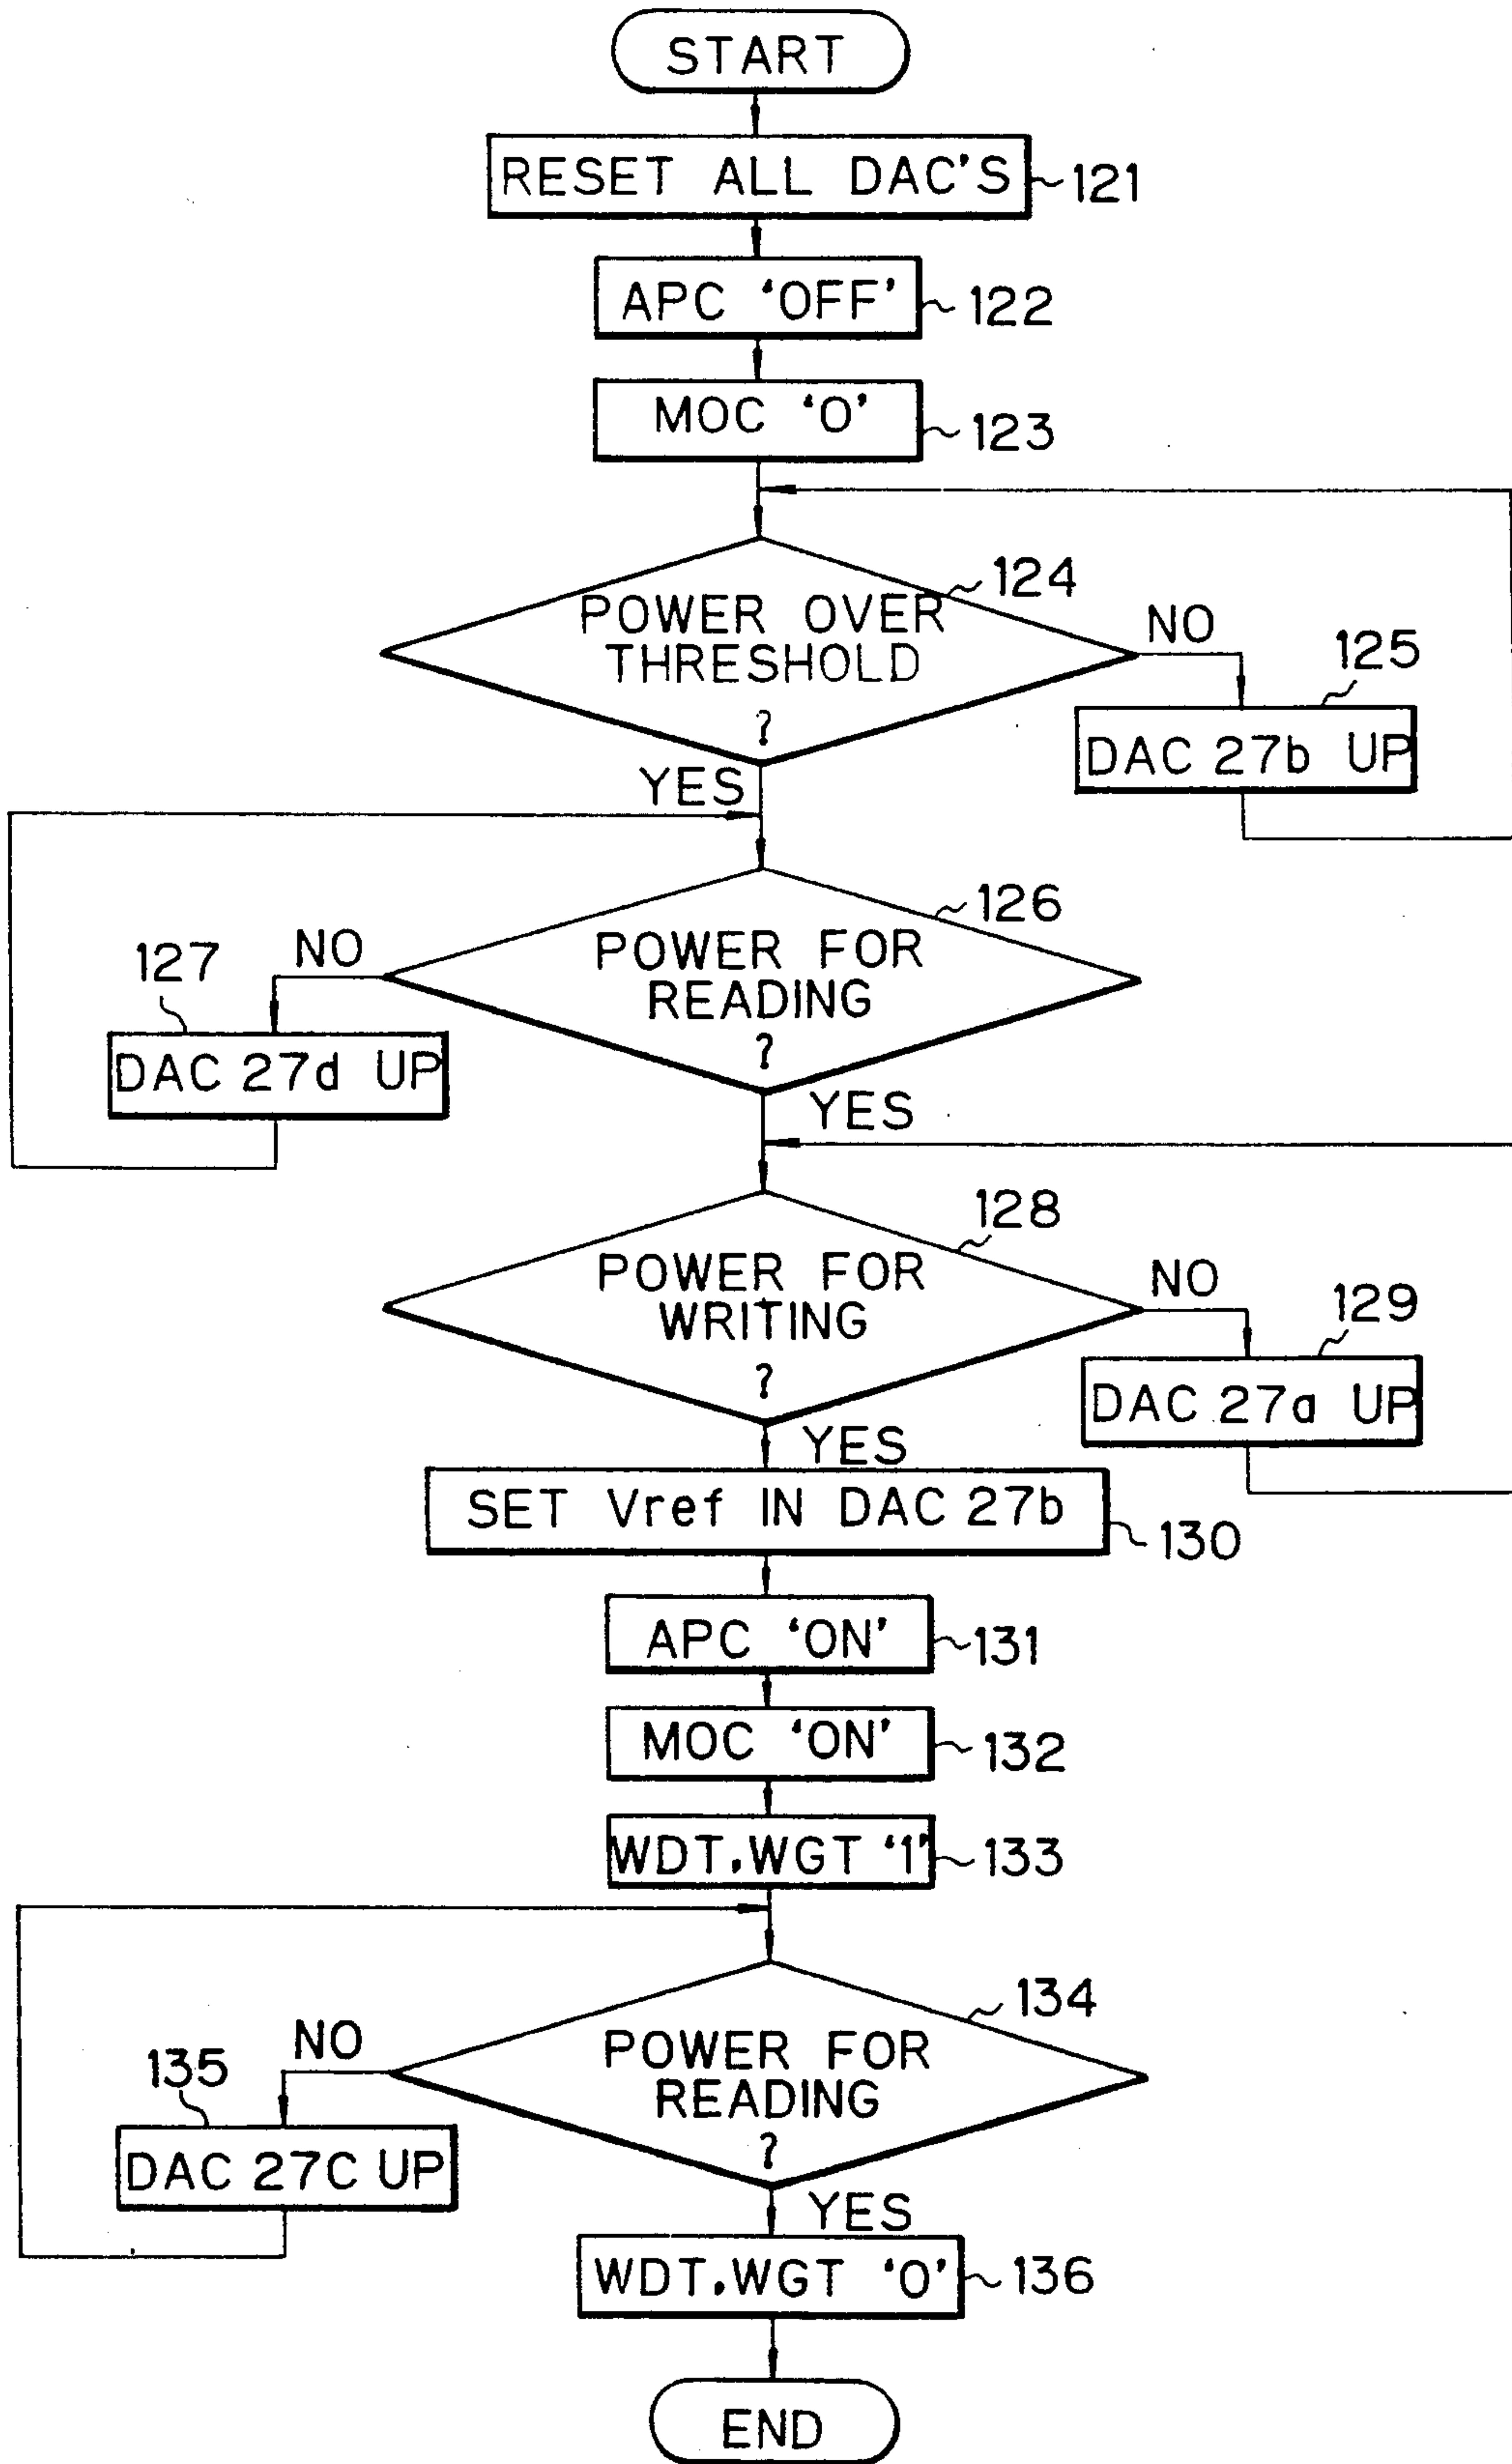 START
RESET ALL DAC'S
121
APC 'OFF'
122
MOC 'O'
123
124
POWER OVER
THRESHOLD
?
NO
125
DAC 27b UP
YES
126
POWER FOR
READING
?
NO
127
DAC 27d UP
YES
128
POWER FOR
WRITING
?
NO
129
DAC 27a UP
YES
SET Vref IN DAC 27b
130
APC 'ON'
131
MOC 'ON'
132
WDT.WGT '1'
133
134
POWER FOR
READING
?
NO
135
DAC 27C UP
YES
WDT.WGT 'O'
136
END